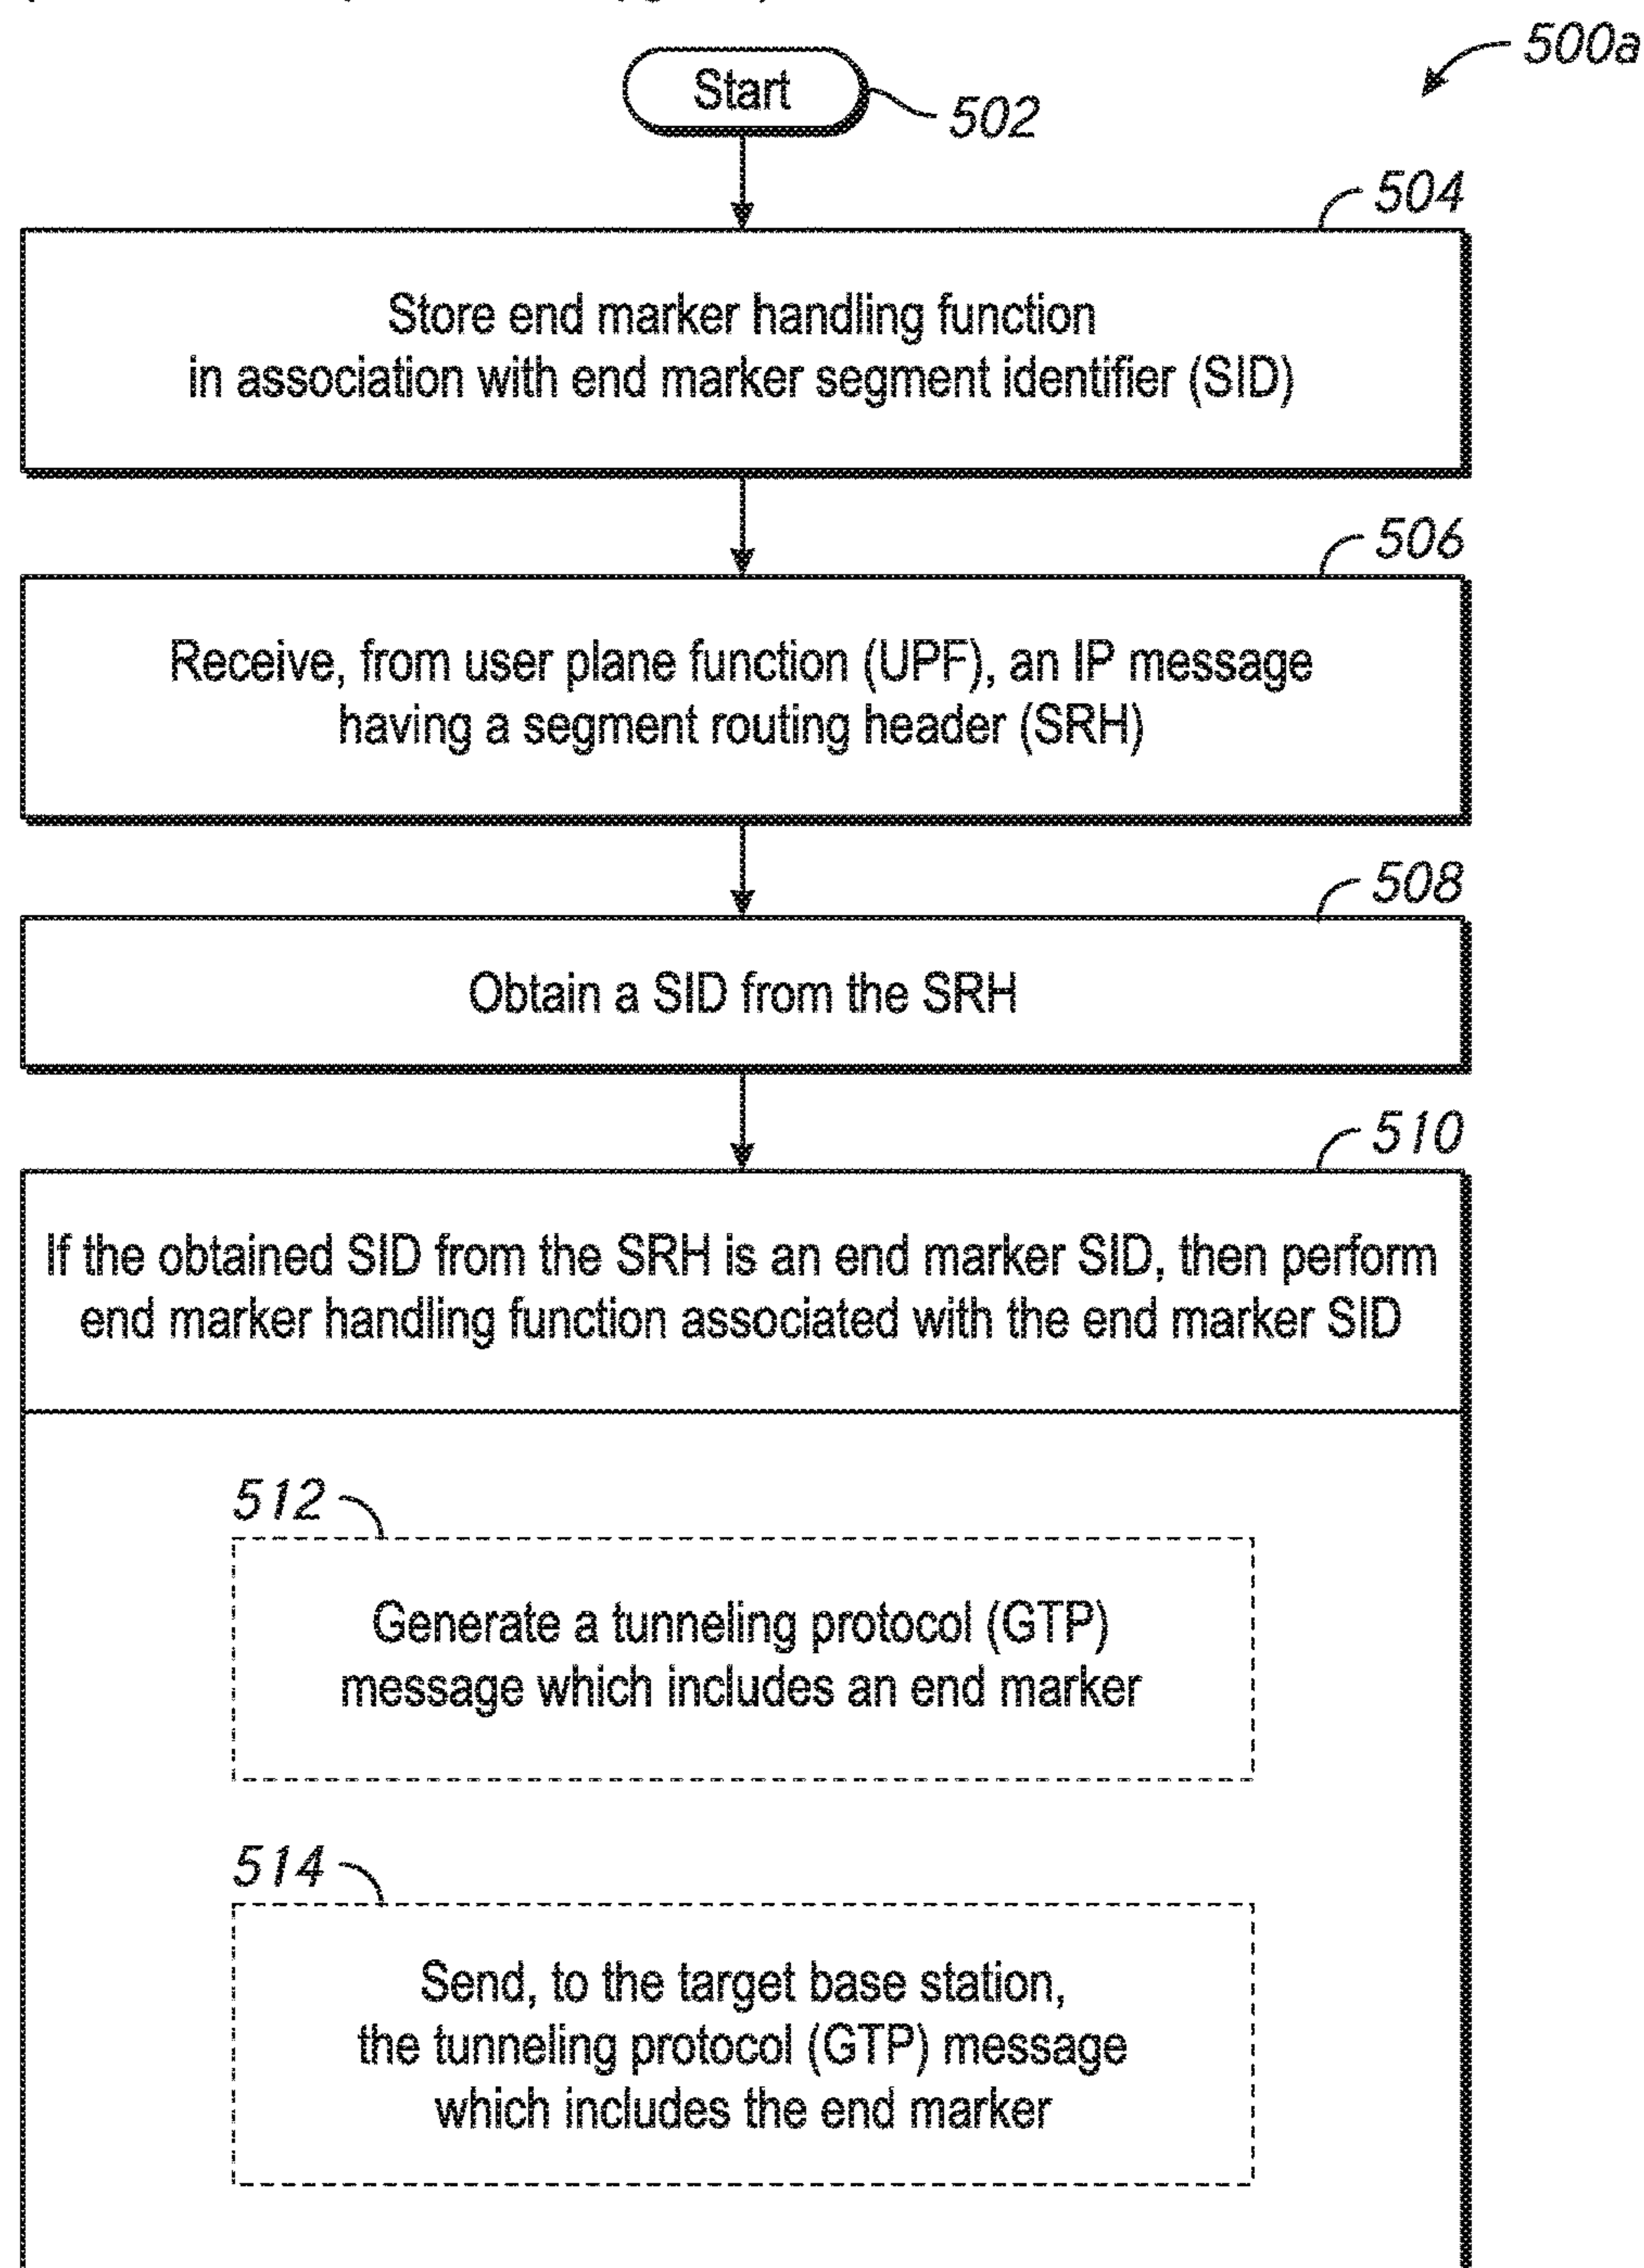 500a
Start
502
504
Store end marker handling function
in association with end marker segment identifier (SID)
506
Receive, from user plane function (UPF), an IP message
having a segment routing header (SRH)
508
Obtain a SID from the SRH
510
If the obtained SID from the SRH is an end marker SID, then perform
end marker handling function associated with the end marker SID
512
Generate a tunneling protocol (GTP)
message which includes an end marker
514
Send, to the target base station,
the tunneling protocol (GTP) message
which includes the end marker